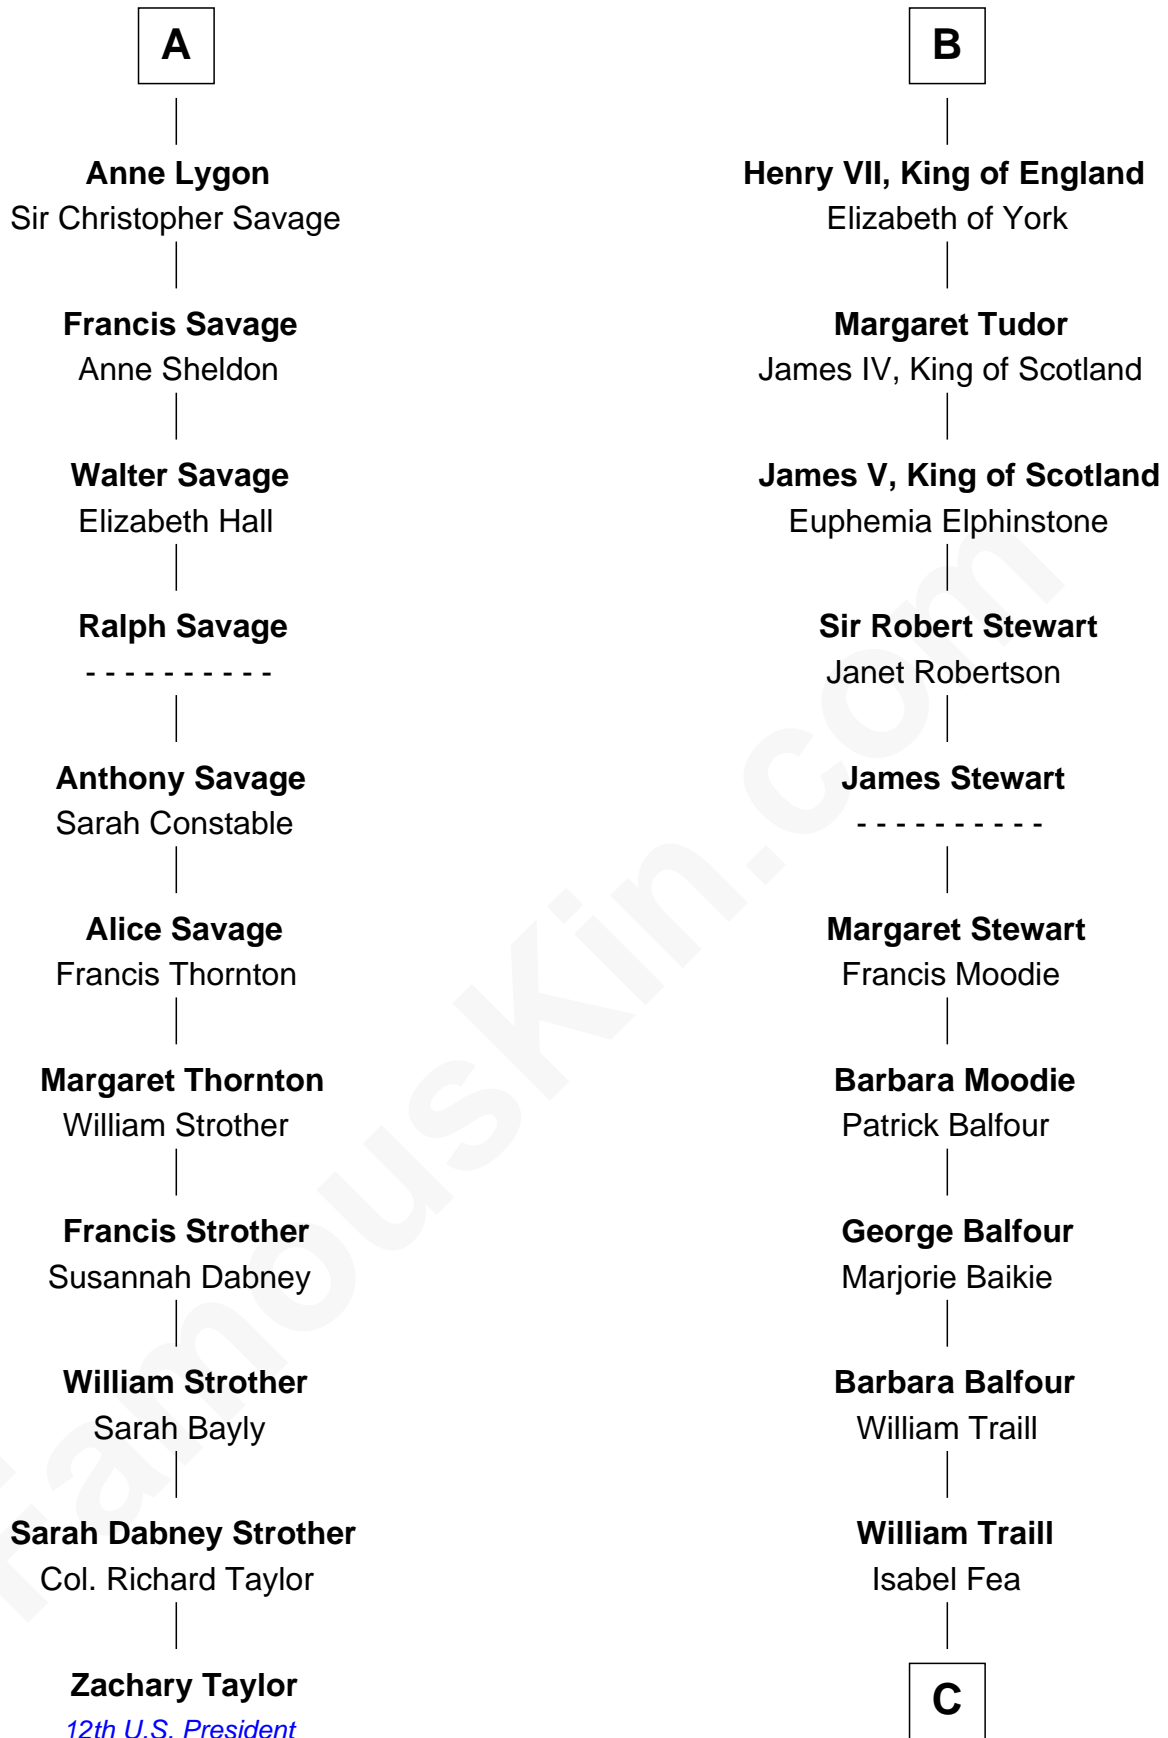 A
Anne Lygon
Sir Christopher Savage
Francis Savage
Anne Sheldon
Walter Savage
Elizabeth Hall
Ralph Savage
- - - - - - - - - -
Anthony Savage
Sarah Constable
Alice Savage
Francis Thornton
Margaret Thornton
William Strother
Francis Strother
Susannah Dabney
William Strother
Sarah Bayly
Sarah Dabney Strother
Col. Richard Taylor
Zachary Taylor
12th U.S. President
B
Henry VII, King of England
Elizabeth of York
Margaret Tudor
James IV, King of Scotland
James V, King of Scotland
Euphemia Elphinstone
Sir Robert Stewart
Janet Robertson
James Stewart
- - - - - - - - - -
Margaret Stewart
Francis Moodie
Barbara Moodie
Patrick Balfour
George Balfour
Marjorie Baikie
Barbara Balfour
William Traill
William Traill
Isabel Fea
C
FamousKin.com